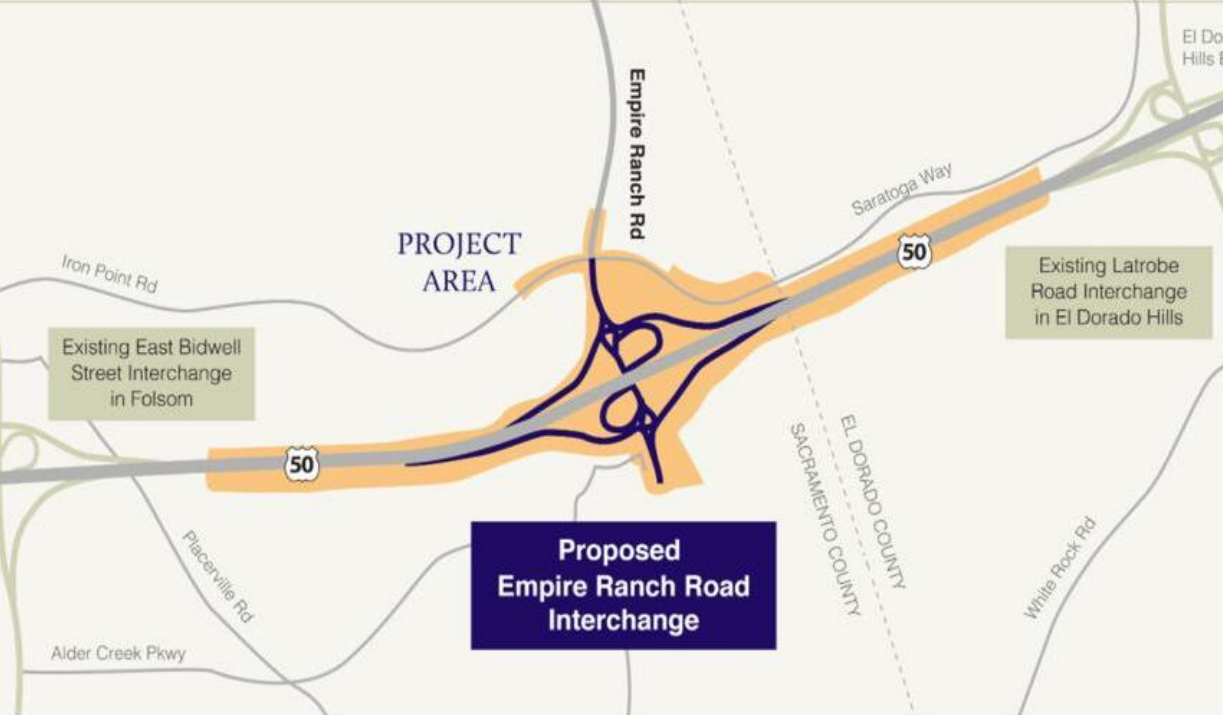 El Do
Hills
Empire Ranch Rd
Saratoga Way
PROJECT
AREA
50
Iron Point Rd
Existing Latrobe
Road Interchange
in El Dorado Hills
Existing East Bidwell
Street Interchange
in Folsom
50
EL DORADO COUNTY
SACRAMENTO COUNTY
Proposed
Empire Ranch Road
Interchange
Placerville Rd
White Rock Rd
Alder Creek Pkwy